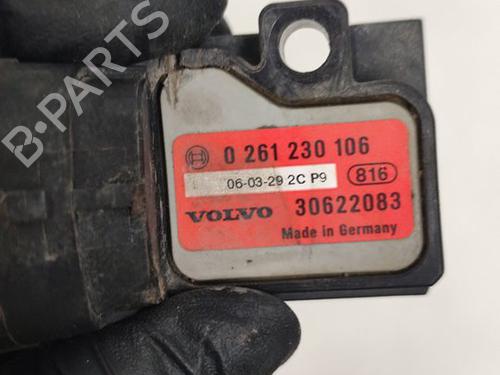 0 261 230 106
06-03-29 2C P9 816
VOLVO 30622083
Made in Germany
B-PARTS